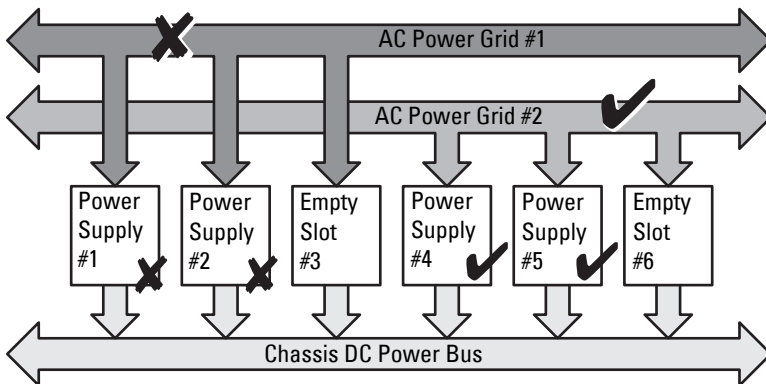 AC Power Grid #1
AC Power Grid #2
Power
Supply
#1
Power
Supply
#2
Empty
Slot
#3
Power
Supply
#4
Power
Supply
#5
Empty
Slot
#6
Chassis DC Power Bus